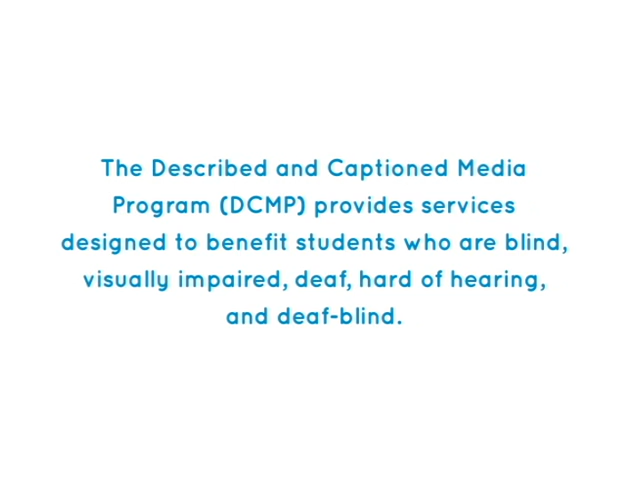 The Described and Captioned Media
Program (DCMP) provides services
designed to benefit students who are blind,
visually impaired, deaf, hard of hearing,
and deaf-blind.